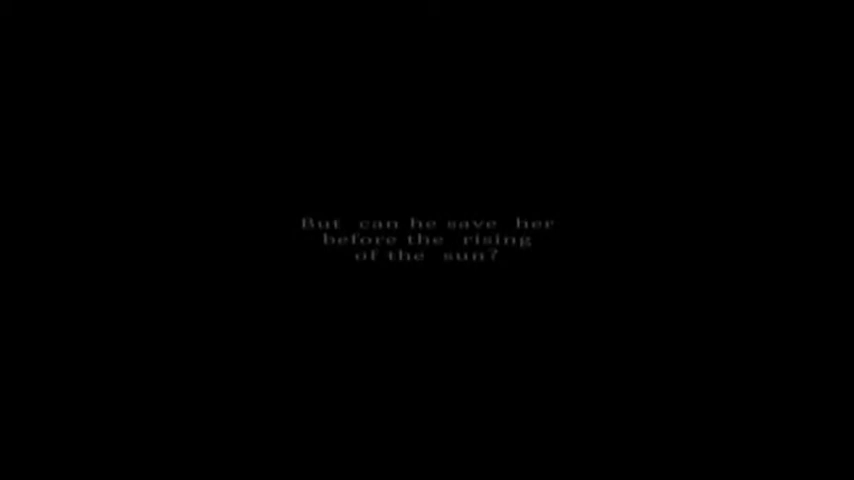 But can he save her
before the rising
of the sun?